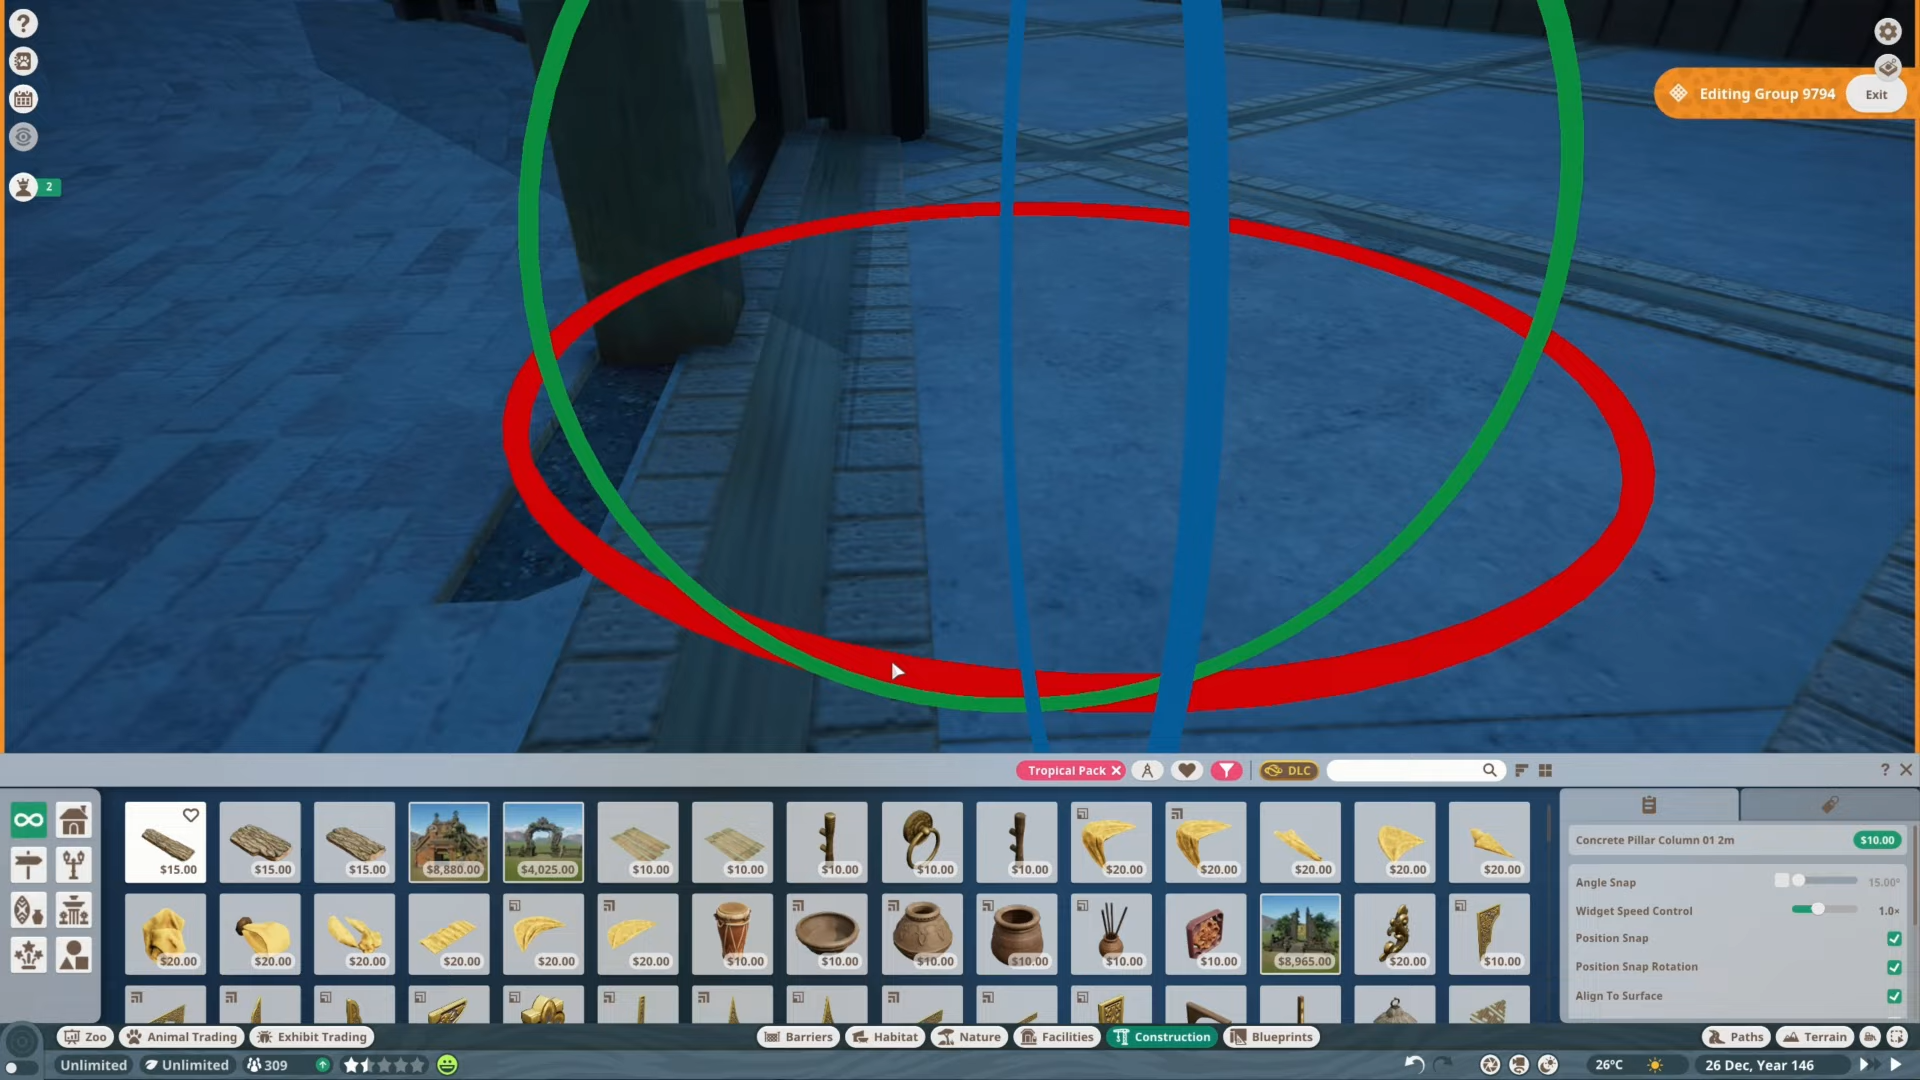 ?
2
Editing Group 9794
Exit
Tropical Pack
DLC
?
$15.00
$15.00
$15.00
$8,880.00
$4,025.00
$10.00
$10.00
$10.00
$10.00
$10.00
$20.00
$20.00
$20.00
$20.00
$20.00
$20.00
$20.00
$20.00
$20.00
$20.00
$20.00
$10.00
$10.00
$10.00
$10.00
$10.00
$10.00
$8,965.00
$20.00
$10.00
Concrete Pillar Column 01 2m
$10.00
Angle Snap
15.00°
Widget Speed Control
1.0×
Position Snap
Position Snap Rotation
Align To Surface
Zoo
Animal Trading
Exhibit Trading
Barriers
Habitat
Nature
Facilities
Construction
Blueprints
Paths
Terrain
Unlimited
Unlimited
309
26°C
26 Dec, Year 146